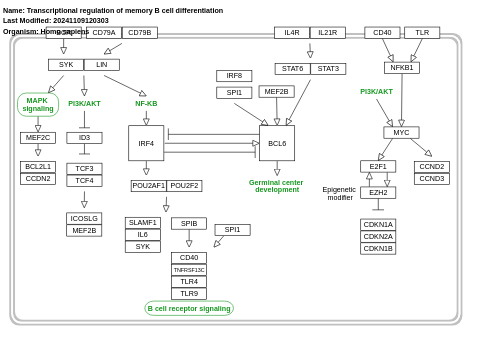 Name: Transcriptional regulation of memory B cell differentiation
Last Modified: 20241109120303
Organism: Homo sapiens
CD79A
CD79B
IL4R
IL21R
CD40
TLR
SYK
LIN
STAT6
STAT3
NFKB1
IRF8
SPI1
MEF2B
MAPK
signaling
PI3K/AKT
NF-KB
PI3K/AKT
MEF2C
ID3
IRF4
BCL6
MYC
BCL2L1
CCDN2
TCF3
TCF4
POU2AF1
POU2F2
Germinal center
development
E2F1
CCND2
CCND3
Epigenetic
modifier
EZH2
ICOSLG
MEF2B
SLAMF1
IL6
SYK
SPIB
SPI1
CDKN1A
CDKN2A
CDKN1B
CD40
TNFRSF13C
TLR4
TLR9
B cell receptor signaling